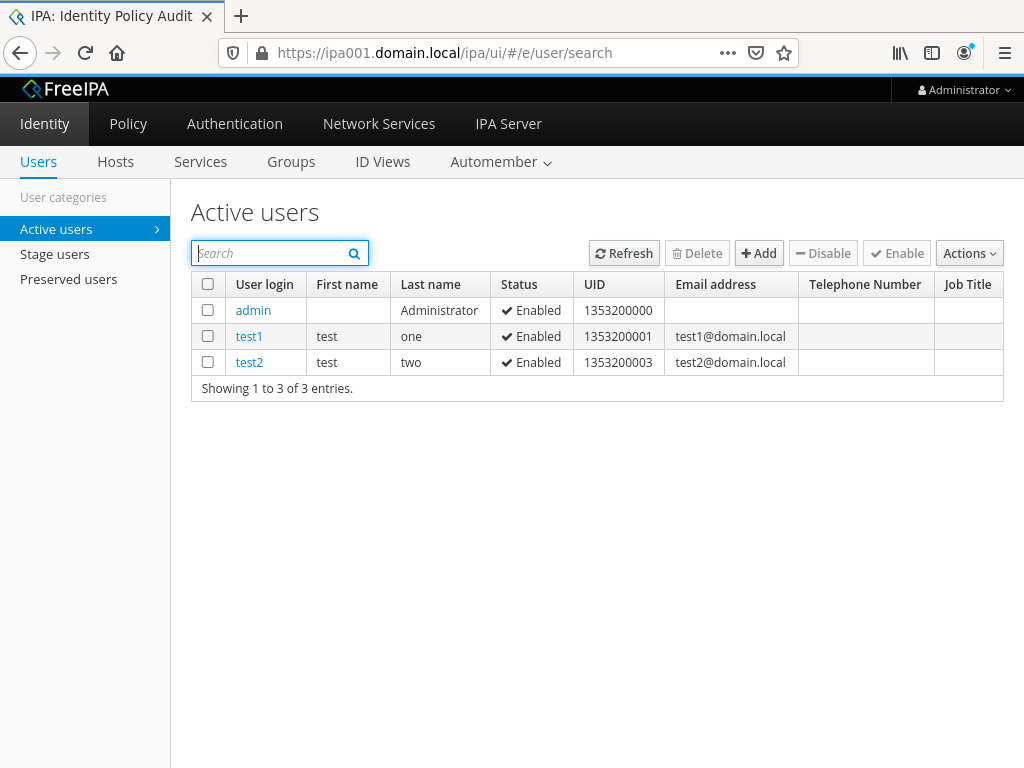 IPA: Identity Policy Audit
https://ipa001.domain.local/ipa/ui/#/e/user/search
FreeIPA
Administrator
Identity Policy Authentication Network Services IPA Server
Users Hosts Services Groups ID Views Automember
User categories
Active users
Stage users
Preserved users
Active users
Search Refresh Delete Add Disable Enable Actions
User login First name Last name Status UID Email address Telephone Number Job Title
admin Administrator Enabled 1353200000
test1 test one Enabled 1353200001 test1@domain.local
test2 test two Enabled 1353200003 test2@domain.local
Showing 1 to 3 of 3 entries.